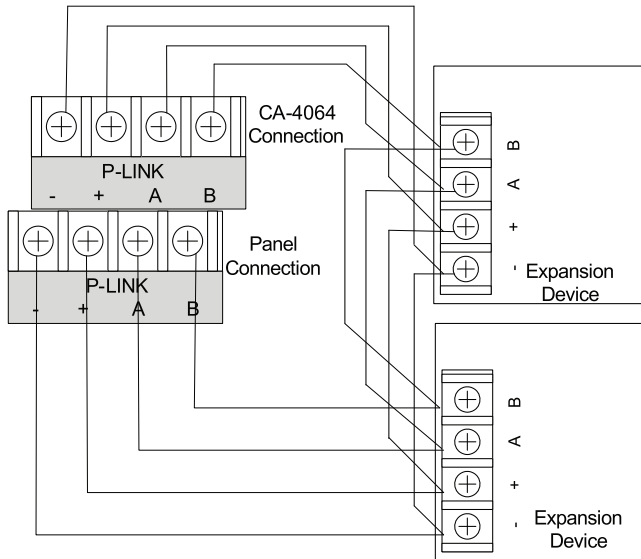 CA-4064
Connection
P-LINK
- + A B
Panel
Connection
P-LINK
- + A B
B
A
+
-
Expansion
Device
B
A
+
-
Expansion
Device